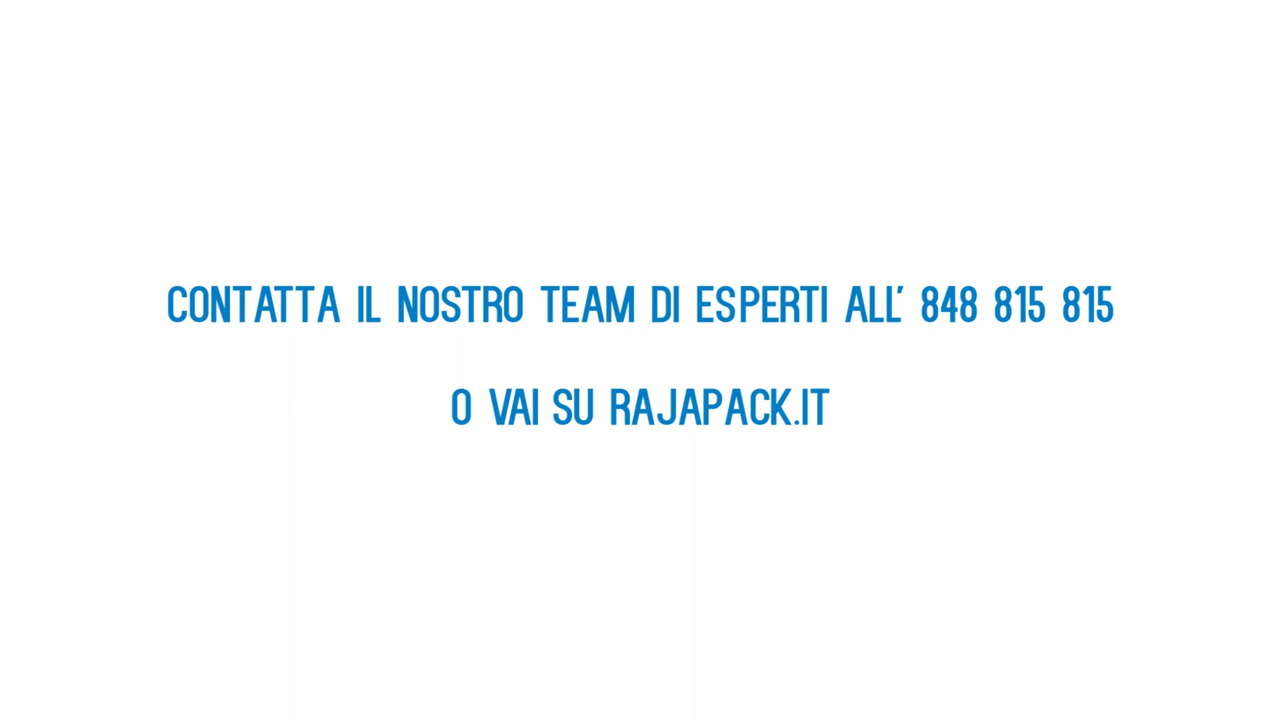 CONTATTA IL NOSTRO TEAM DI ESPERTI ALL' 848 815 815
O VAI SU RAJAPACK.IT